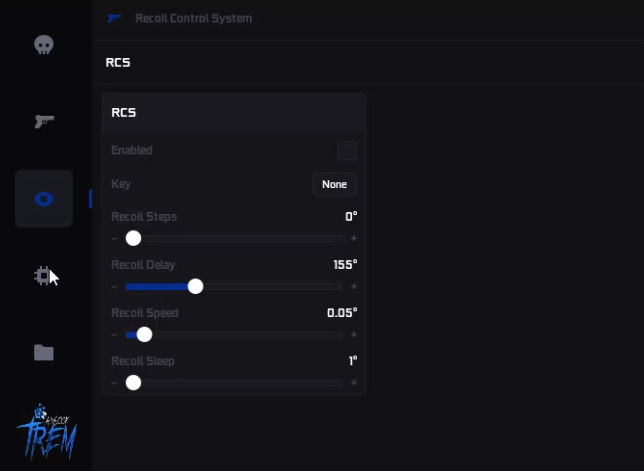 Recoil Control System
RCS
RCS
Enabled
Key
None
Recoil Steps
0°
-
+
Recoil Delay
155°
-
+
Recoil Speed
0.05°
-
+
Recoil Sleep
1°
-
+
TREM